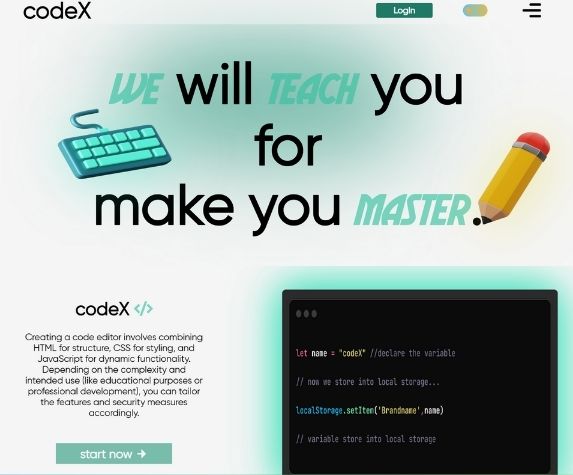 codeX
LogIn
WE will TEACH you
for
make you MASTER.
codeX </>
Creating a code editor involves combining
HTML for structure, CSS for styling, and
JavaScript for dynamic functionality.
Depending on the complexity and
intended use (like educational purposes or
professional development), you can tailor
the features and security measures
accordingly.
start now →
let name = "codeX" //declare the variable
// now we store into local storage...
localStorage.setItem('Brandname',name)
// variable store into local storage